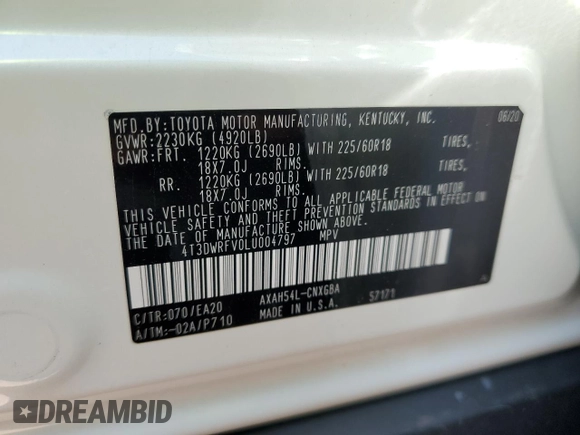 MFD.BY:TOYOTA MOTOR MANUFACTURING, KENTUCKY, INC. 06/20
GVWR:2230KG (4920LB)
GAWR:FRT. 1220KG (2690LB) WITH 225/60R18 TIRES,
18X7.0J RIMS.
RR. 1220KG (2690LB) WITH 225/60R18 TIRES,
18X7.0J RIMS.
THIS VEHICLE CONFORMS TO ALL APPLICABLE FEDERAL MOTOR
VEHICLE SAFETY AND THEFT PREVENTION STANDARDS IN EFFECT ON
THE DATE OF MANUFACTURE SHOWN ABOVE.
4T3DWRFV0LU004797 MPV
C/TR:070/EA20 AXAH54L-CNXGBA 57171
A/TM:-02A/P710 MADE IN U.S.A.
DREAMBID